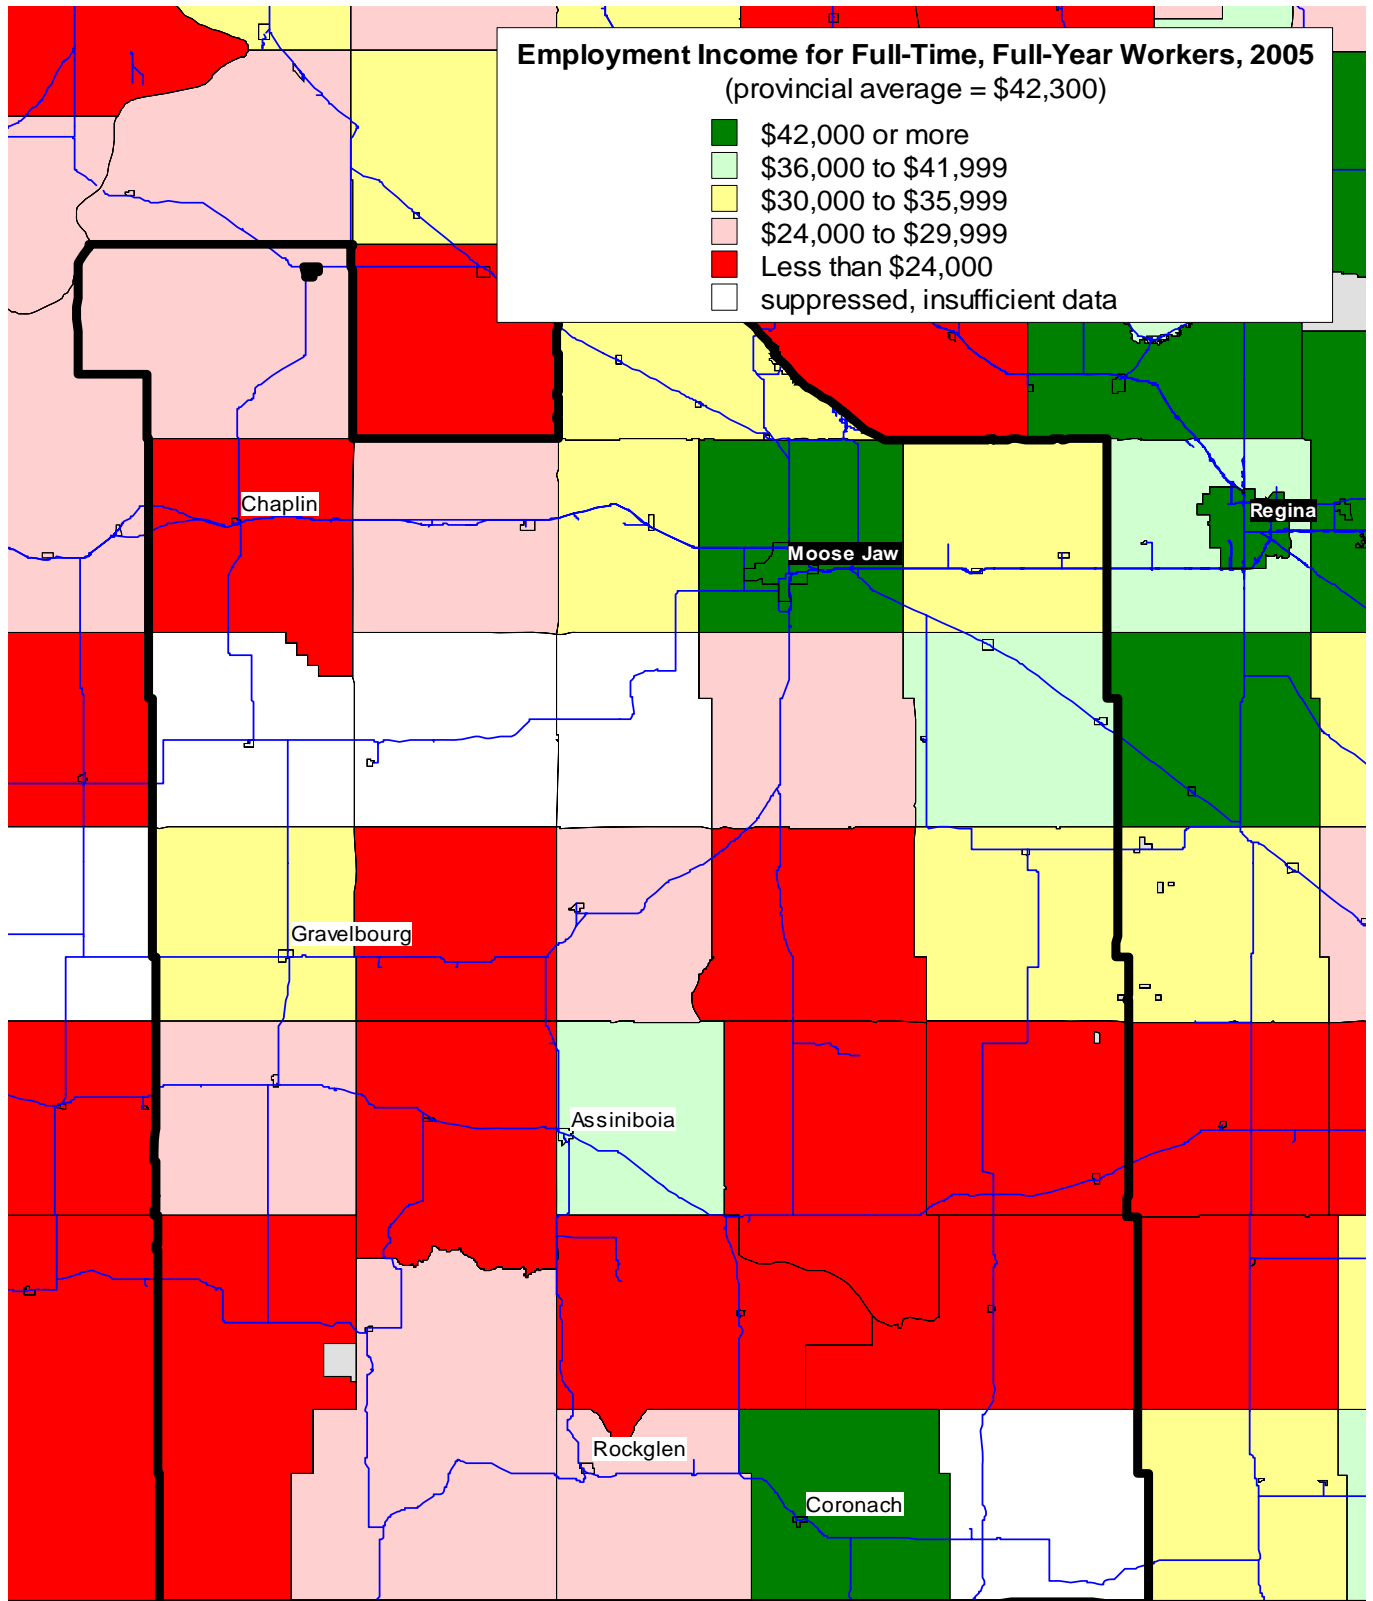 Employment Income for Full-Time, Full-Year Workers, 2005
(provincial average = $42,300)
$42,000 or more
$36,000 to $41,999
$30,000 to $35,999
$24,000 to $29,999
Less than $24,000
suppressed, insufficient data
Chaplin
Regina
Moose Jaw
Gravelbourg
Assiniboia
Rockglen
Coronach